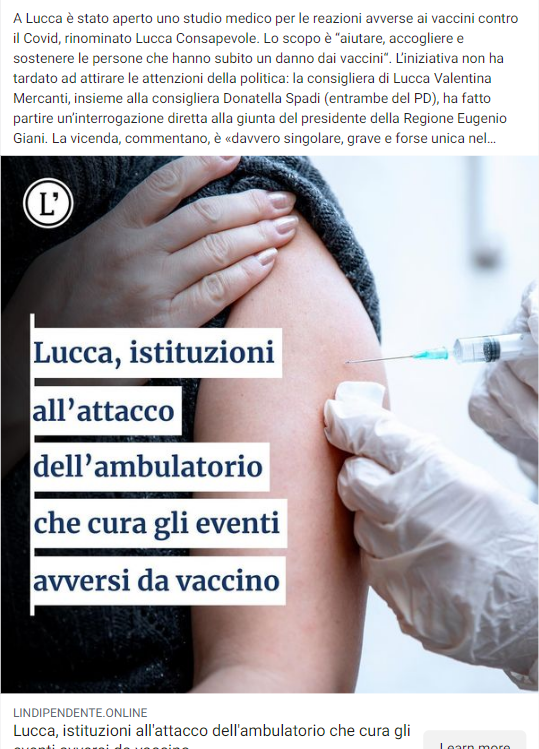 A Lucca è stato aperto uno studio medico per le reazioni avverse ai vaccini contro
il Covid, rinominato Lucca Consapevole. Lo scopo è “aiutare, accogliere e
sostenere le persone che hanno subito un danno dai vaccini“. L’iniziativa non ha
tardato ad attirare le attenzioni della politica: la consigliera di Lucca Valentina
Mercanti, insieme alla consigliera Donatella Spadi (entrambe del PD), ha fatto
partire un’interrogazione diretta alla giunta del presidente della Regione Eugenio
Giani. La vicenda, commentano, è «davvero singolare, grave e forse unica nel...
L’
Lucca, istituzioni
all’attacco
dell’ambulatorio
che cura gli eventi
avversi da vaccino
LINDIPENDENTE.ONLINE
Lucca, istituzioni all'attacco dell'ambulatorio che cura gli
eventi avversi da vaccino
Learn more